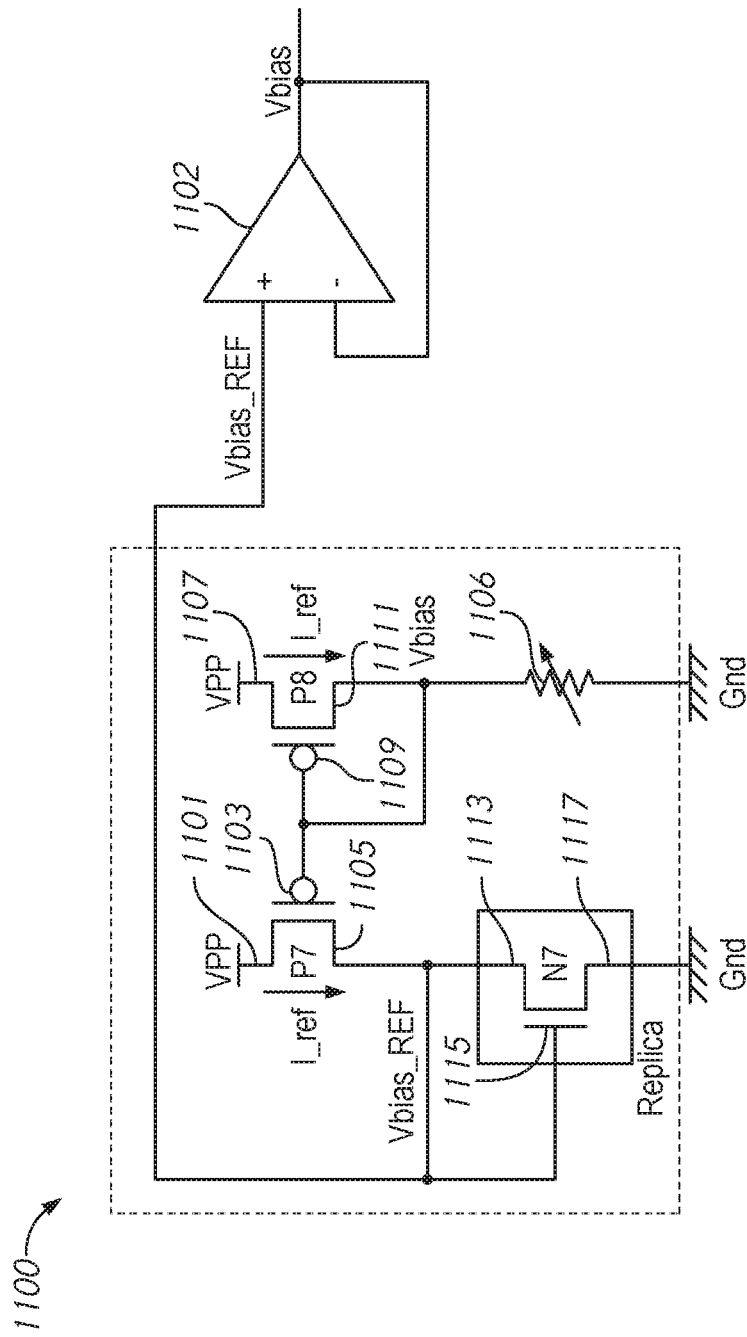 1100
1102
Vbias
+
-
Vbias_REF
VPP
1101
1103
P7
I_ref
1105
VPP
1107
P8
I_ref
1109
1111
Vbias
Vbias_REF
1113
N7
1115
1117
Replica
Gnd
1106
Gnd